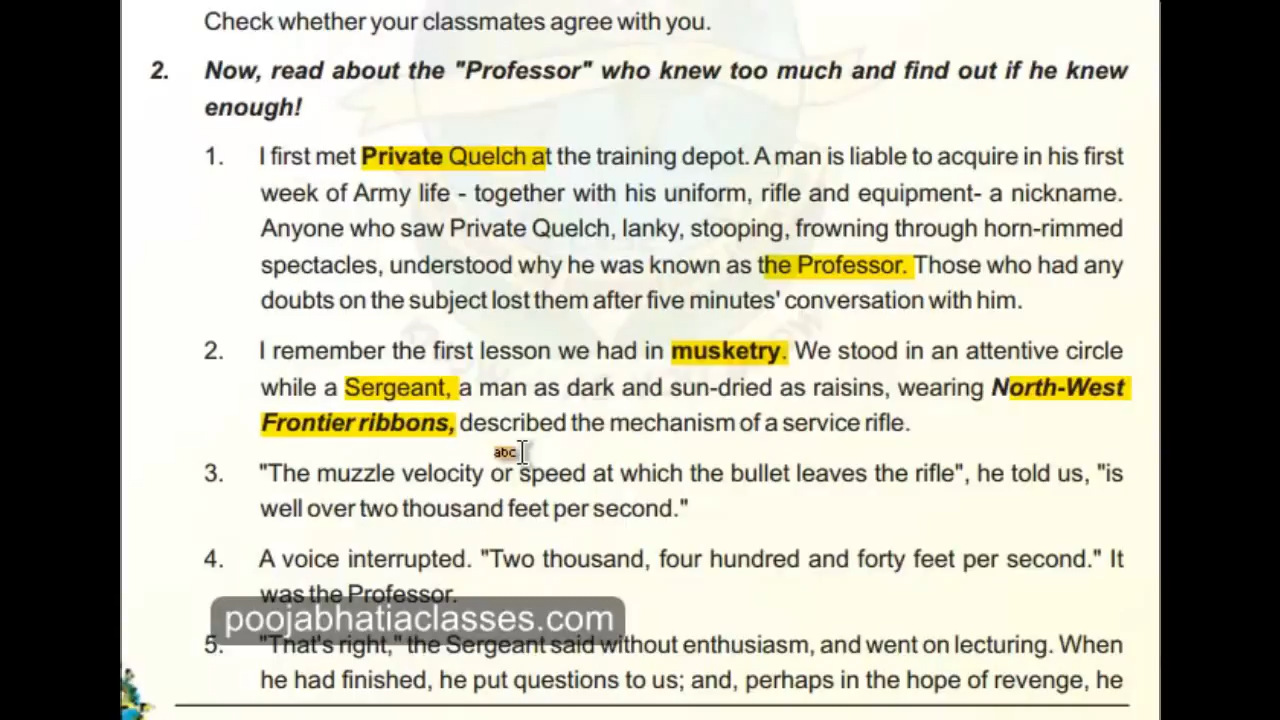 Check whether your classmates agree with you.
2. Now, read about the "Professor" who knew too much and find out if he knew
enough!
1. I first met Private Quelch at the training depot. A man is liable to acquire in his first
week of Army life - together with his uniform, rifle and equipment- a nickname.
Anyone who saw Private Quelch, lanky, stooping, frowning through horn-rimmed
spectacles, understood why he was known as the Professor. Those who had any
doubts on the subject lost them after five minutes' conversation with him.
2. I remember the first lesson we had in musketry. We stood in an attentive circle
while a Sergeant, a man as dark and sun-dried as raisins, wearing North-West
Frontier ribbons, described the mechanism of a service rifle.
abc
3. "The muzzle velocity or speed at which the bullet leaves the rifle", he told us, "is
well over two thousand feet per second."
4. A voice interrupted. "Two thousand, four hundred and forty feet per second." It
was the Professor.
poojabhatiaclasses.com
5. "That's right," the Sergeant said without enthusiasm, and went on lecturing. When
he had finished, he put questions to us; and, perhaps in the hope of revenge, he